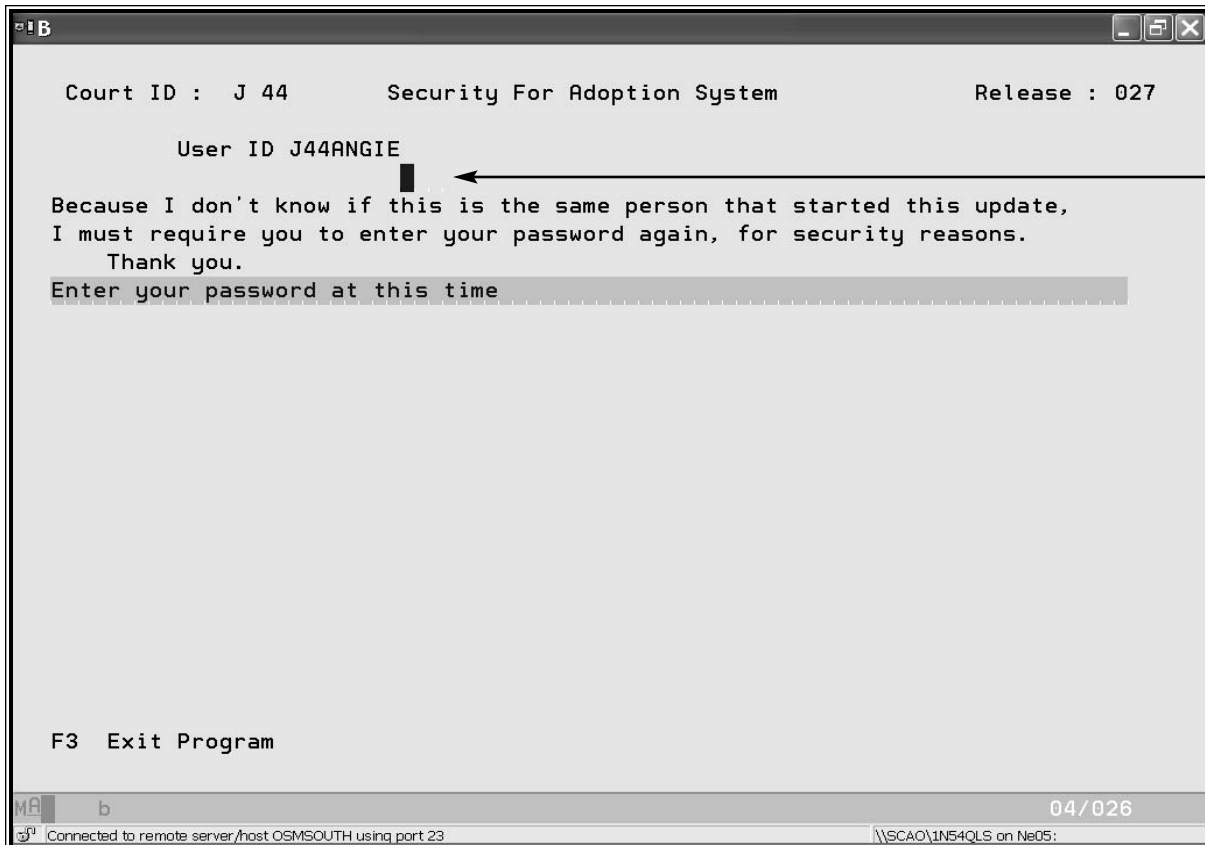 B
Court ID : J 44 Security For Adoption System Release : 027
User ID J44ANGIE
Because I don't know if this is the same person that started this update,
I must require you to enter your password again, for security reasons.
Thank you.
Enter your password at this time
F3 Exit Program
MA b 04/026
Connected to remote server/host OSMSOUTH using port 23 \\SCAO\1N54QLS on Ne05: